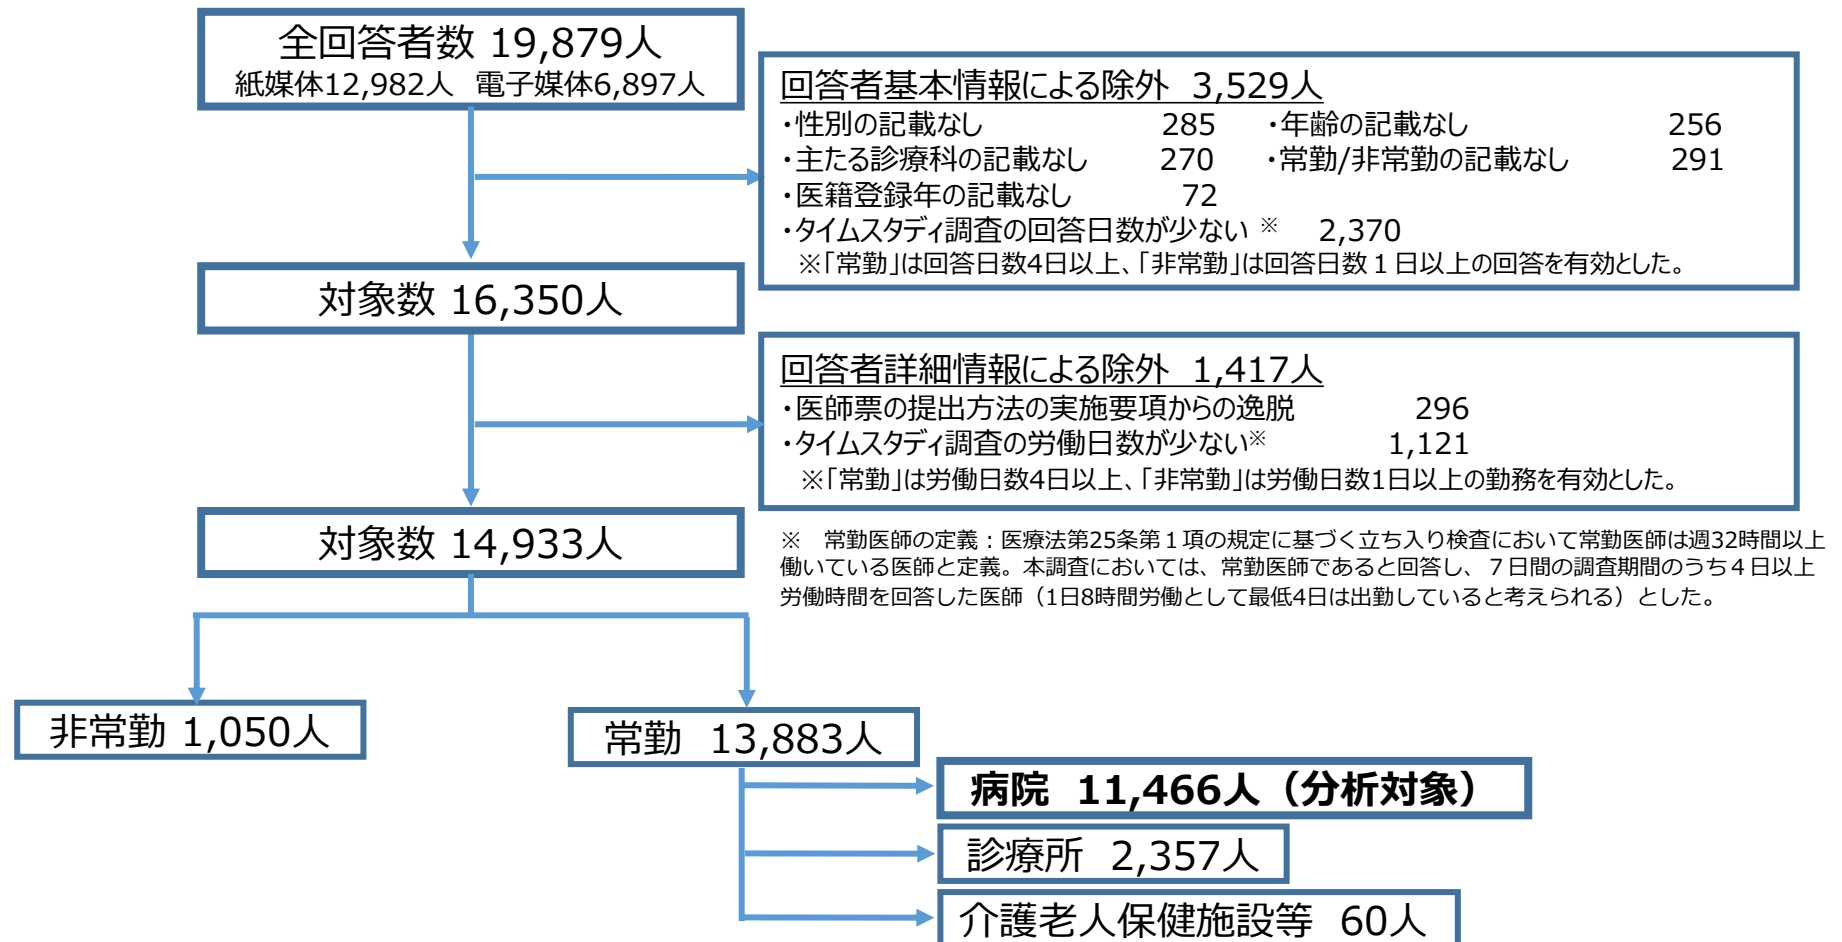 全回答者数 19,879人
紙媒体12,982人 電子媒体6,897人
回答者基本情報による除外 3,529人
・性別の記載なし 285 ・年齢の記載なし 256
・主たる診療科の記載なし 270 ・常勤/非常勤の記載なし 291
・医籍登録年の記載なし 72
・タイムスタディ調査の回答日数が少ない ※ 2,370
※「常勤」は回答日数4日以上、「非常勤」は回答日数１日以上の回答を有効とした。
対象数 16,350人
回答者詳細情報による除外 1,417人
・医師票の提出方法の実施要項からの逸脱 296
・タイムスタディ調査の労働日数が少ない※ 1,121
※「常勤」は労働日数4日以上、「非常勤」は労働日数1日以上の勤務を有効とした。
対象数 14,933人
※ 常勤医師の定義：医療法第25条第１項の規定に基づく立ち入り検査において常勤医師は週32時間以上
働いている医師と定義。本調査においては、常勤医師であると回答し、７日間の調査期間のうち４日以上
労働時間を回答した医師（1日8時間労働として最低4日は出勤していると考えられる）とした。
非常勤 1,050人
常勤 13,883人
病院 11,466人（分析対象）
診療所 2,357人
介護老人保健施設等 60人